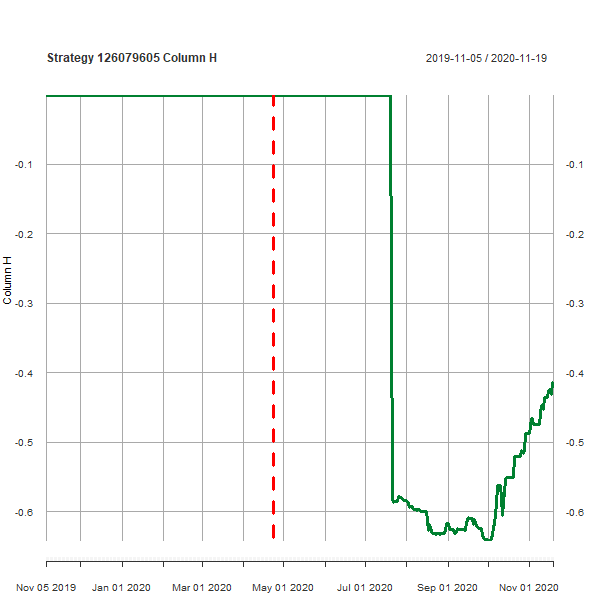 Strategy 126079605 Column H
2019-11-05 / 2020-11-19
-0.1
-0.1
-0.2
-0.2
-0.3
-0.3
-0.4
-0.4
-0.5
-0.5
-0.6
-0.6
Column H
Nov 05 2019
Jan 01 2020
Mar 01 2020
May 01 2020
Jul 01 2020
Sep 01 2020
Nov 01 2020